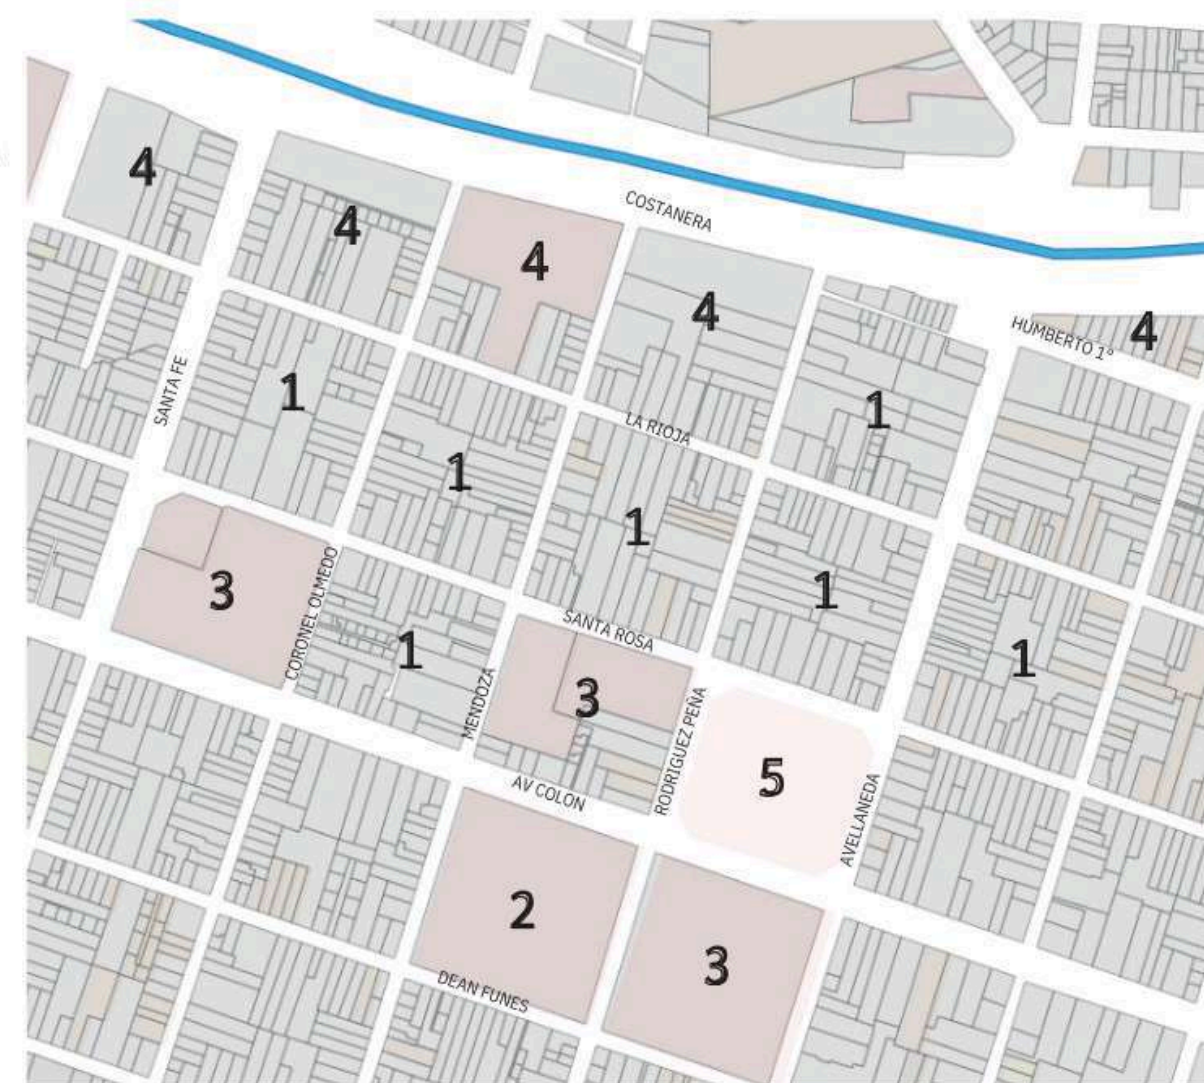 4
4
COSTANERA
4
4
HUMBERTO 1°
4
SANTA FE
1
1
LA RIOJA
1
1
3
CORONEL OLMEDO
1
1
SANTA ROSA
1
1
MENDOZA
3
RODRIGUEZ PEÑA
5
AV COLON
AVELLANEDA
2
3
DEAN FUNES